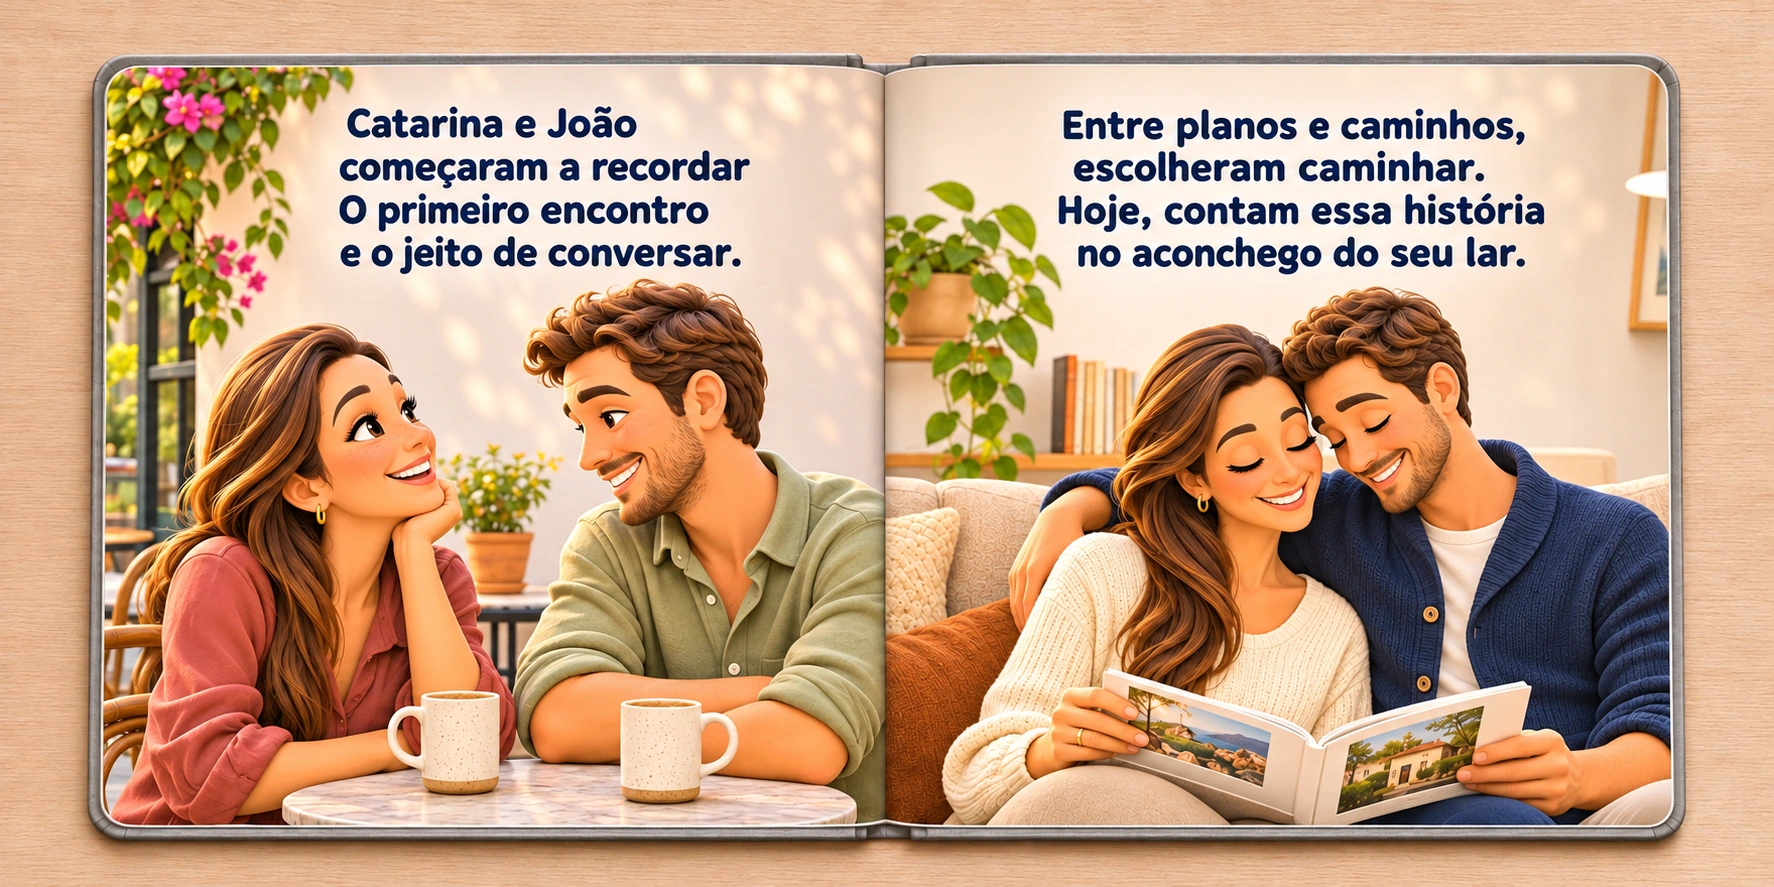 Catarina e João
começaram a recordar
O primeiro encontro
e o jeito de conversar.
Entre planos e caminhos,
escolheram caminhar.
Hoje, contam essa história
no aconchego do seu lar.